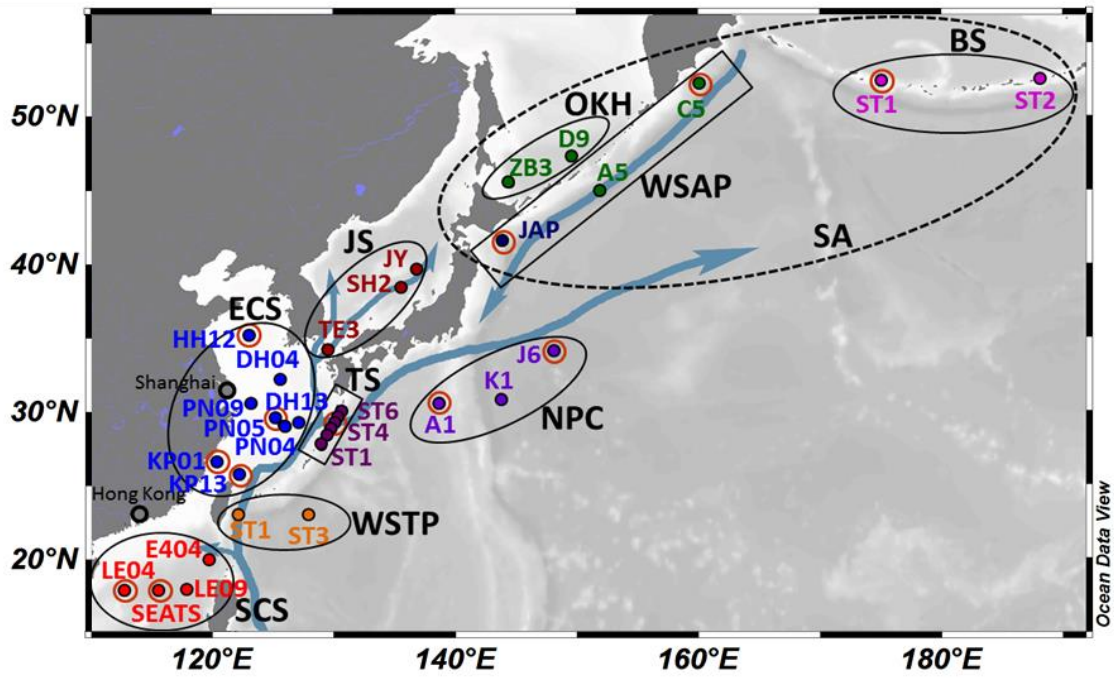 BS
50°N
OKH
C5
ST1
ST2
D9
ZB3
A5
WSAP
JAP
SA
40°N
JS
JY
SH2
ECS
TE3
HH12
DH04
TS
J6
Shanghai
K1
30°N
PN09
DH13
ST6
NPC
PN05
ST4
A1
PN04
ST1
KP01
KP13
Hong Kong
ST1
ST3
WSTP
20°N
E404
LE04
LE09
SEATS
SCS
120°E
140°E
160°E
180°E
Ocean Data View